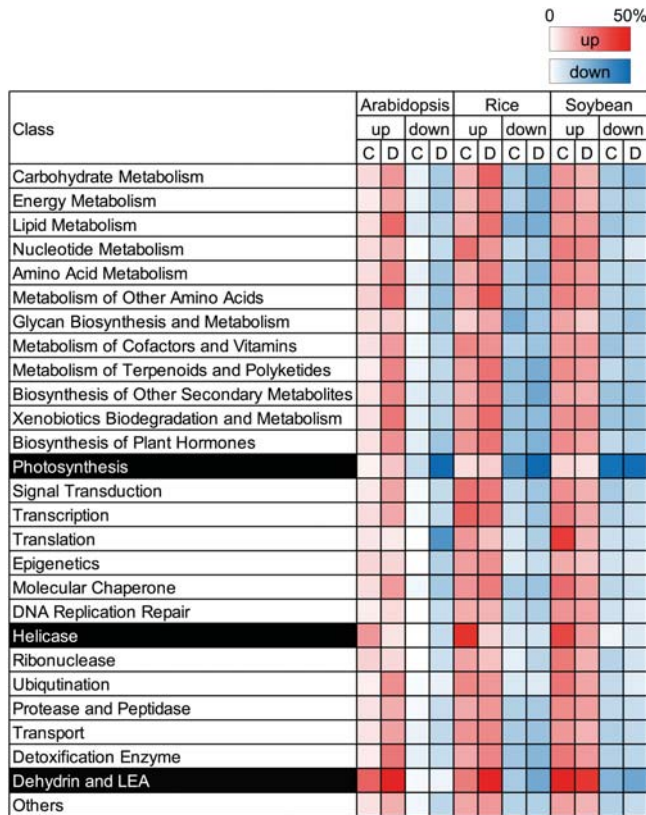 0 50%
up
down
Class Arabidopsis Rice Soybean
up down up down up down
C D C D C D C D C D C D
Carbohydrate Metabolism
Energy Metabolism
Lipid Metabolism
Nucleotide Metabolism
Amino Acid Metabolism
Metabolism of Other Amino Acids
Glycan Biosynthesis and Metabolism
Metabolism of Cofactors and Vitamins
Metabolism of Terpenoids and Polyketides
Biosynthesis of Other Secondary Metabolites
Xenobiotics Biodegradation and Metabolism
Biosynthesis of Plant Hormones
Photosynthesis
Signal Transduction
Transcription
Translation
Epigenetics
Molecular Chaperone
DNA Replication Repair
Helicase
Ribonuclease
Ubiqutination
Protease and Peptidase
Transport
Detoxification Enzyme
Dehydrin and LEA
Others